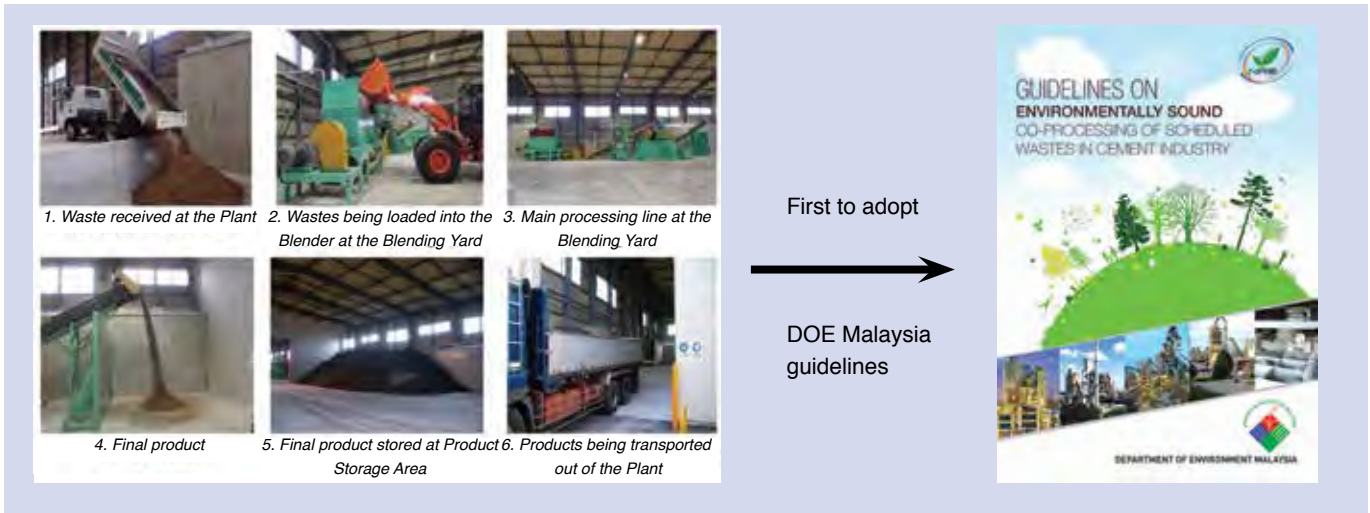 1. Waste received at the Plant
2. Wastes being loaded into the
Blender at the Blending Yard
3. Main processing line at the
Blending Yard
4. Final product
5. Final product stored at Product
Storage Area
6. Products being transported
out of the Plant
First to adopt
DOE Malaysia
guidelines
GUIDELINES ON
ENVIRONMENTALLY SOUND
CO-PROCESSING OF SCHEDULED
WASTES IN CEMENT INDUSTRY
DEPARTMENT OF ENVIRONMENT MALAYSIA